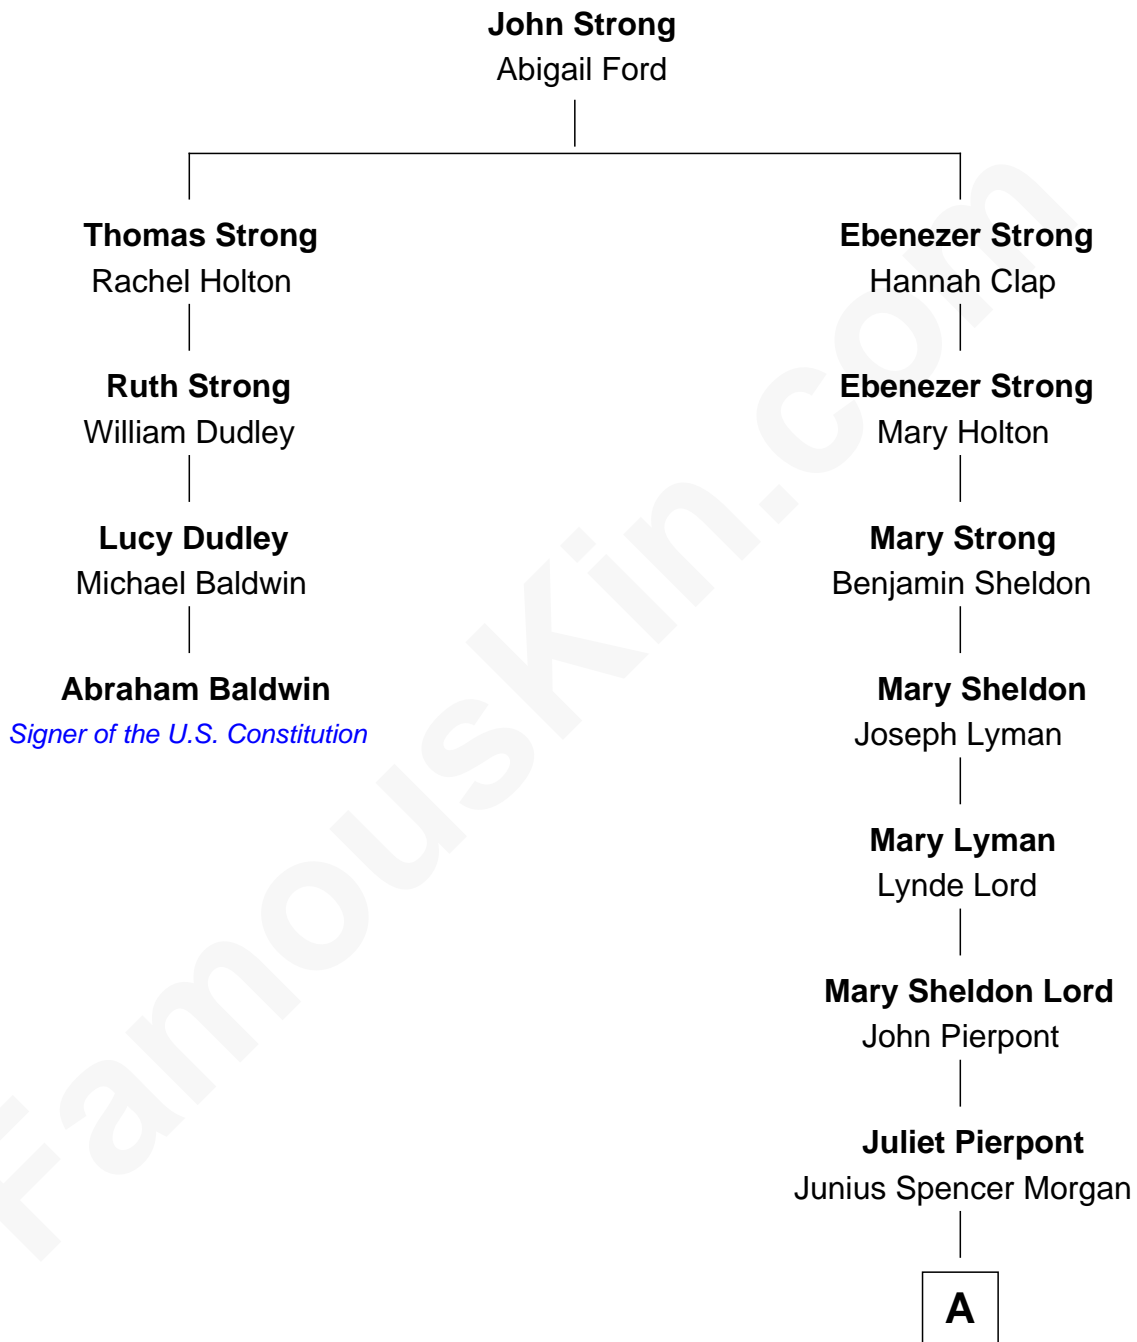 John Strong
Abigail Ford
Thomas Strong
Rachel Holton
Ebenezer Strong
Hannah Clap
Ruth Strong
William Dudley
Ebenezer Strong
Mary Holton
Lucy Dudley
Michael Baldwin
Mary Strong
Benjamin Sheldon
Abraham Baldwin
Signer of the U.S. Constitution
Mary Sheldon
Joseph Lyman
Mary Lyman
Lynde Lord
Mary Sheldon Lord
John Pierpont
Juliet Pierpont
Junius Spencer Morgan
A
FamousKin.com